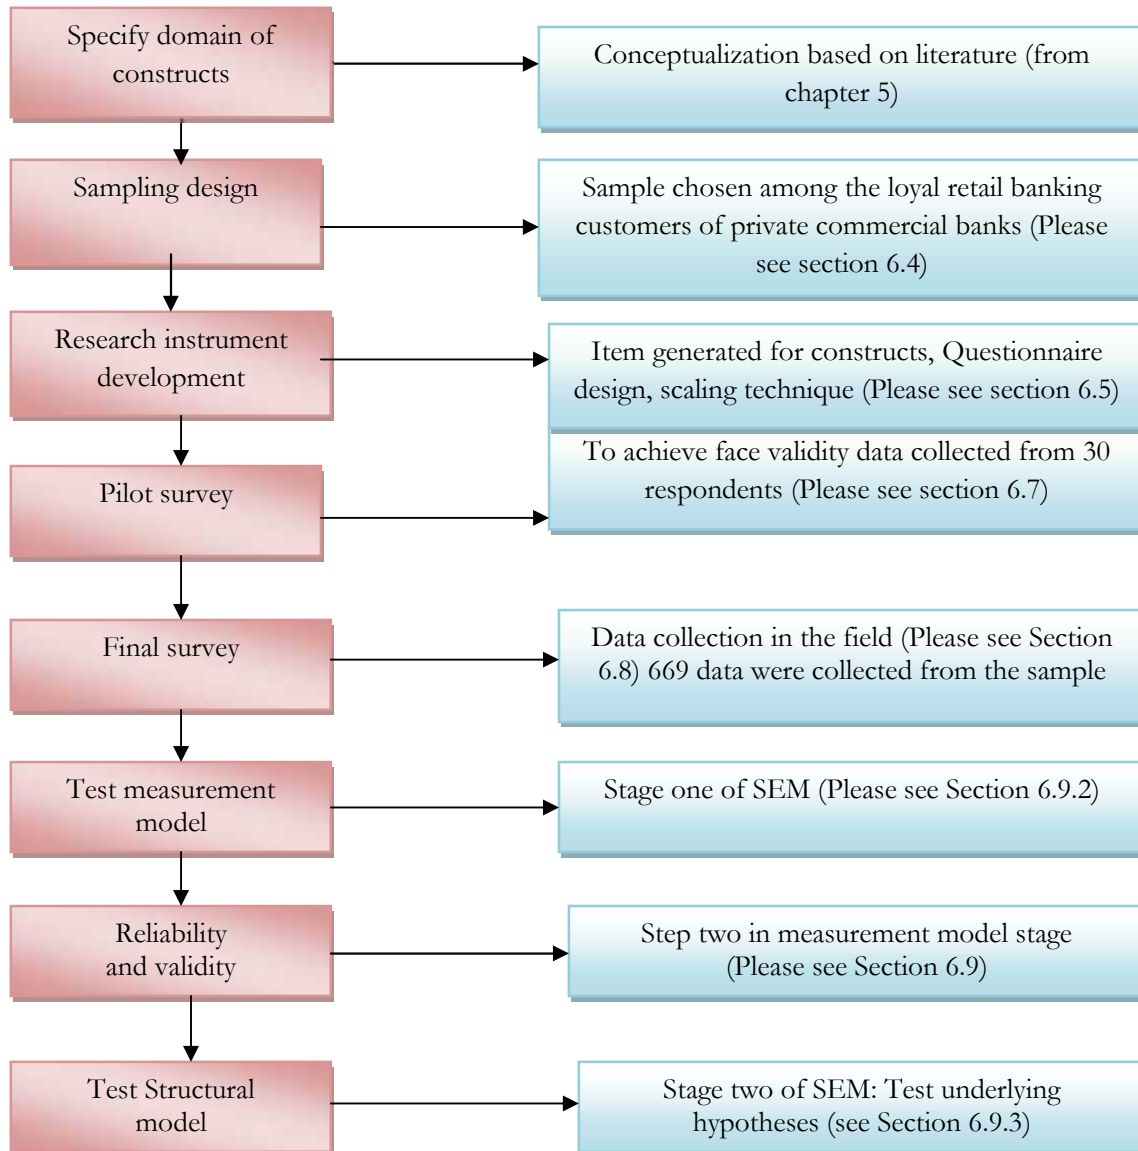 Specify domain of
constructs
Conceptualization based on literature (from
chapter 5)
Sampling design
Sample chosen among the loyal retail banking
customers of private commercial banks (Please
see section 6.4)
Research instrument
development
Item generated for constructs, Questionnaire
design, scaling technique (Please see section 6.5)
Pilot survey
To achieve face validity data collected from 30
respondents (Please see section 6.7)
Final survey
Data collection in the field (Please see Section
6.8) 669 data were collected from the sample
Test measurement
model
Stage one of SEM (Please see Section 6.9.2)
Reliability
and validity
Step two in measurement model stage
(Please see Section 6.9)
Test Structural
model
Stage two of SEM: Test underlying
hypotheses (see Section 6.9.3)